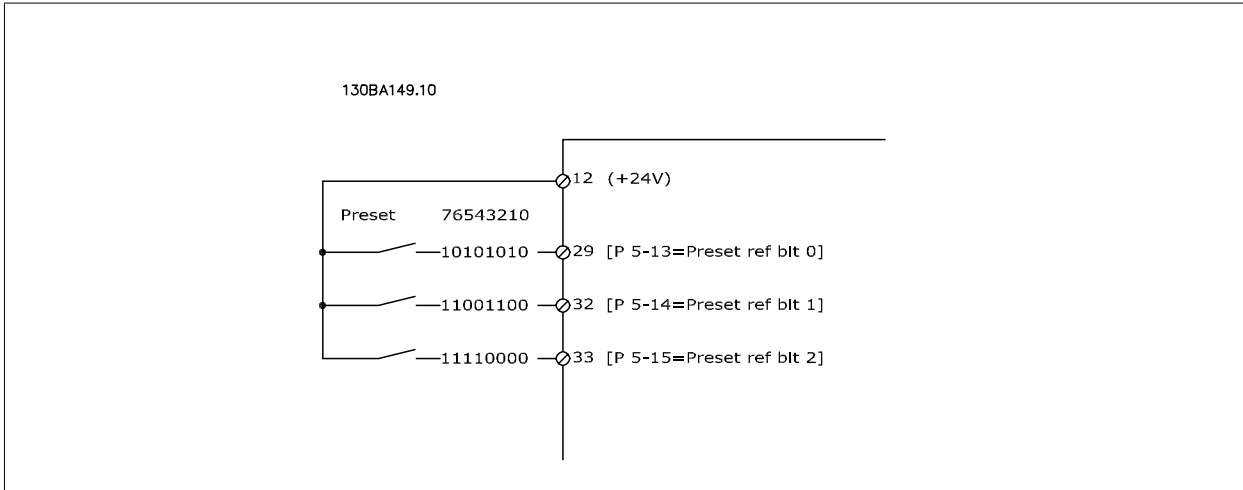 130BA149.10
12 (+24V)
Preset 76543210
10101010 29 [P 5-13=Preset ref bit 0]
11001100 32 [P 5-14=Preset ref bit 1]
11110000 33 [P 5-15=Preset ref bit 2]